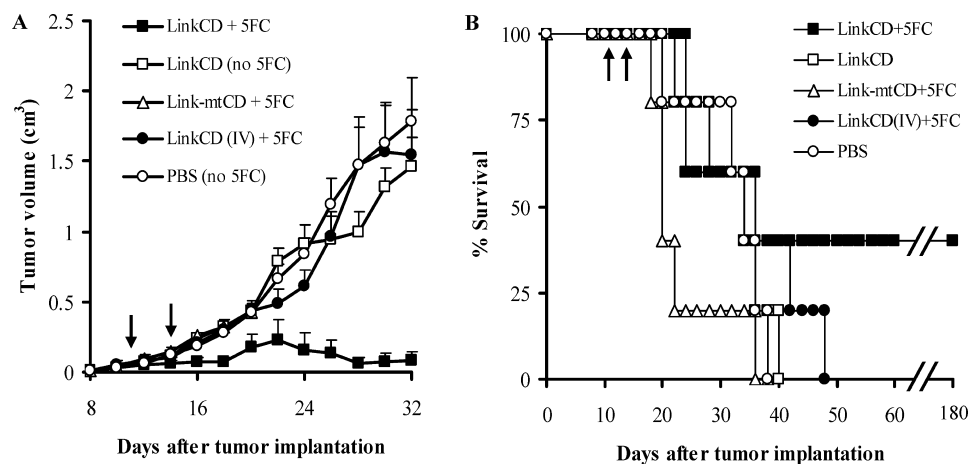 A
2.5
2
1.5
1
0.5
0
8
16
24
32
Tumor volume (cm³)
Days after tumor implantation
LinkCD + 5FC
LinkCD (no 5FC)
Link-mtCD + 5FC
LinkCD (IV) + 5FC
PBS (no 5FC)
B
100
75
50
25
0
0
10
20
30
40
50
60
180
% Survival
Days after tumor implantation
LinkCD+5FC
LinkCD
Link-mtCD+5FC
LinkCD(IV)+5FC
PBS